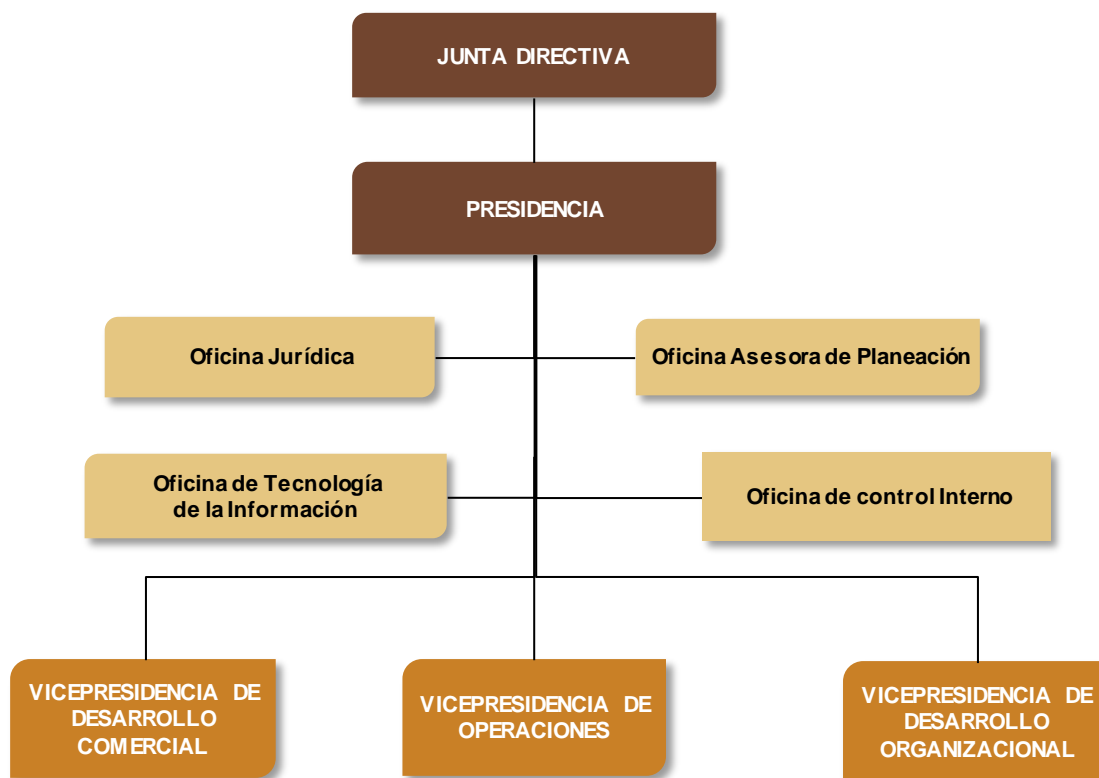 JUNTA DIRECTIVA
PRESIDENCIA
Oficina Jurídica
Oficina Asesora de Planeación
Oficina de Tecnología
de la Información
Oficina de control Interno
VICEPRESIDENCIA DE
DESARROLLO
COMERCIAL
VICEPRESIDENCIA DE
OPERACIONES
VICEPRESIDENCIA DE
DESARROLLO
ORGANIZACIONAL